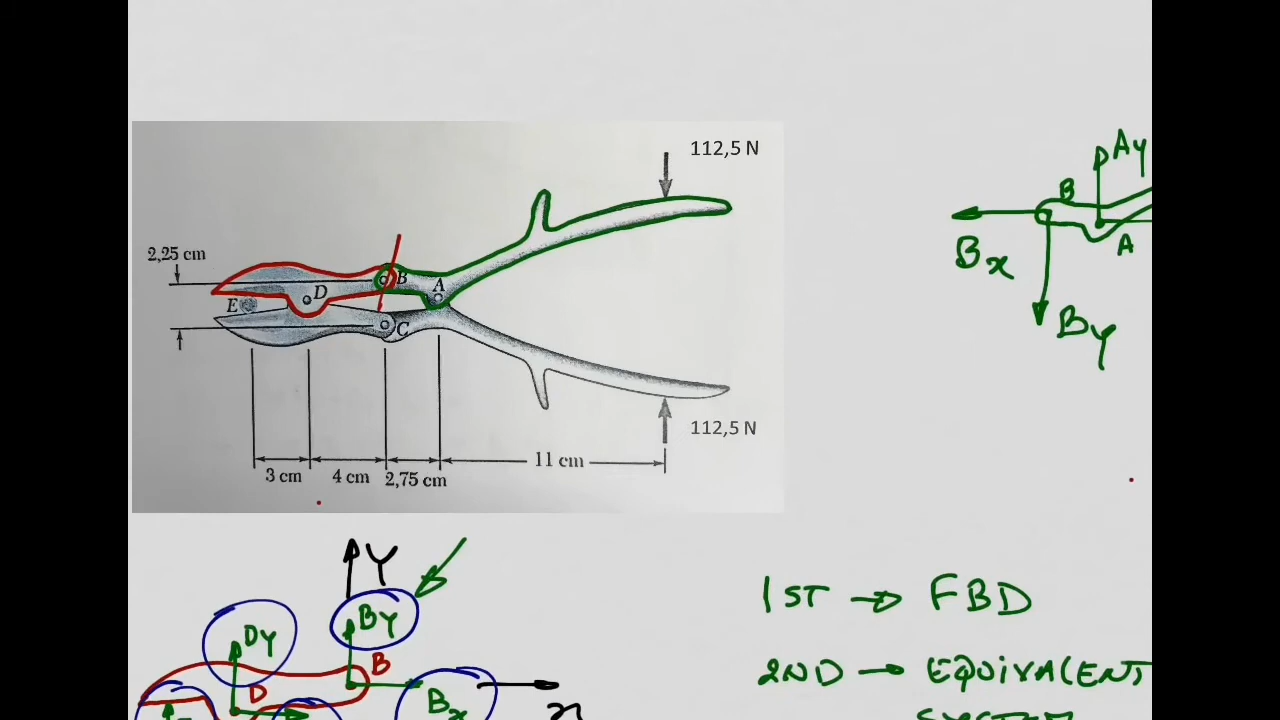 112,5 N
2,25 cm
B
A
D
E
C
112,5 N
3 cm
4 cm
2,75 cm
11 cm
Ay
B
A
Bx
By
Y
By
Dy
B
D
Bx
1ST → FBD
2ND → EQUIVALENT
SYSTEM